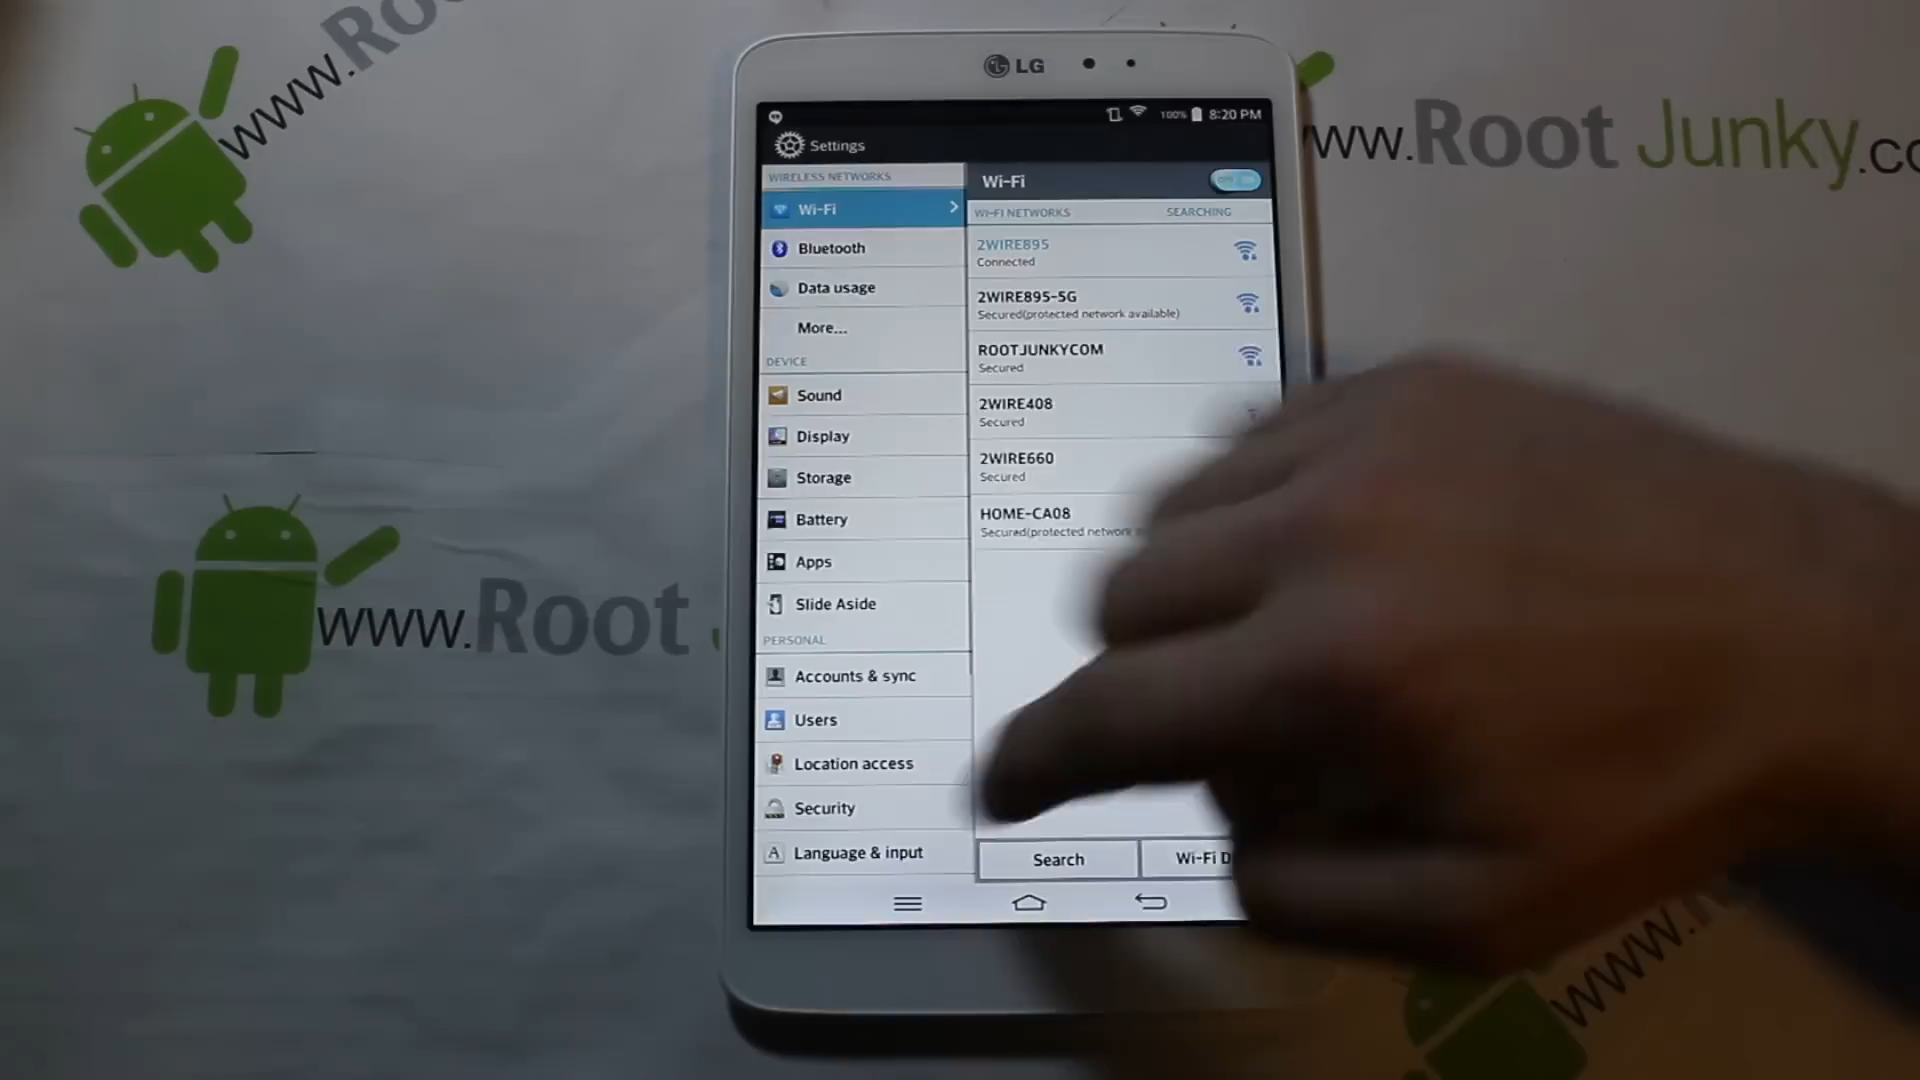 www.Ro
LG
www.Root Junky.co
100% 8:20 PM
Settings
WIRELESS NETWORKS
Wi-Fi
Bluetooth
Data usage
More...
DEVICE
Sound
Display
Storage
Battery
Apps
Slide Aside
PERSONAL
Accounts & sync
Users
Location access
Security
Language & input
Wi-Fi
WI-FI NETWORKS SEARCHING
2WIRE895
Connected
2WIRE895-5G
Secured(protected network available)
ROOTJUNKYCOM
Secured
2WIRE408
Secured
2WIRE660
Secured
HOME-CA08
Secured(protected network
Search
Wi-Fi D
www.Root
www.R